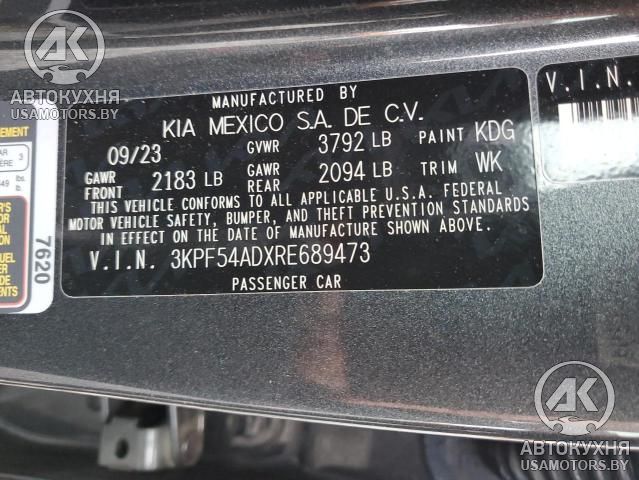 АВТОКУХНЯ
USAMOTORS.BY
MANUFACTURED BY
KIA MEXICO S.A. DE C.V.
09/23 GVWR 3792 LB PAINT KDG
GAWR FRONT 2183 LB GAWR REAR 2094 LB TRIM WK
THIS VEHICLE CONFORMS TO ALL APPLICABLE U.S.A. FEDERAL
MOTOR VEHICLE SAFETY, BUMPER, AND THEFT PREVENTION STANDARDS
IN EFFECT ON THE DATE OF MANUFACTURE SHOWN ABOVE.
V.I.N. 3KPF54ADXRE689473
PASSENGER CAR
V.I.N.
7620
AK
АВТОКУХНЯ
USAMOTORS.BY